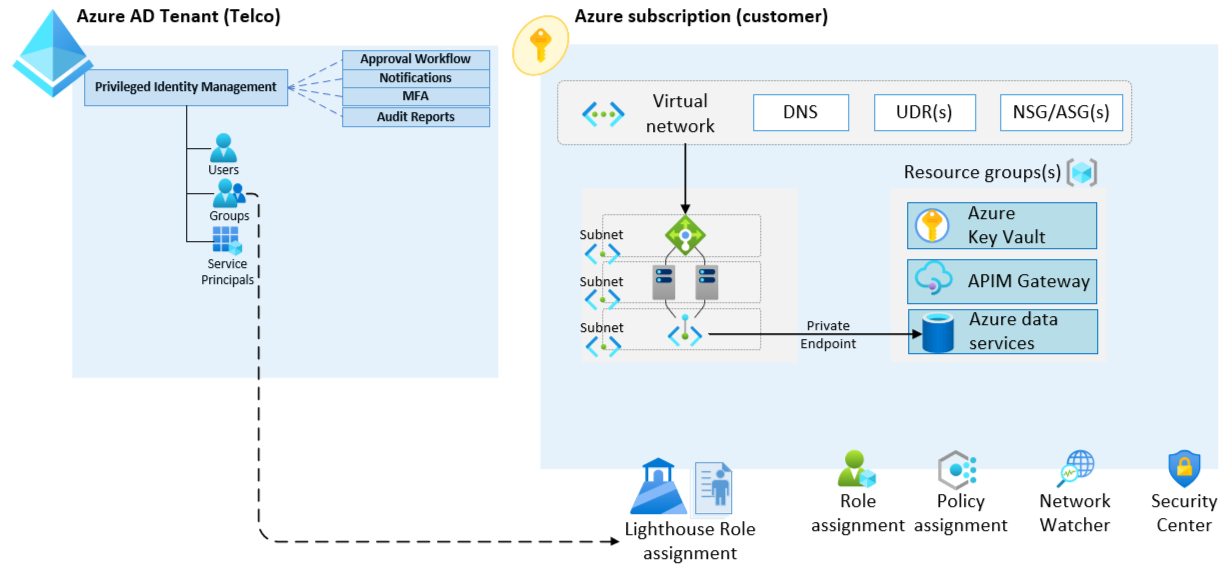 Azure AD Tenant (Telco)
Privileged Identity Management
Approval Workflow
Notifications
MFA
Audit Reports
Users
Groups
Service
Principals
Azure subscription (customer)
Virtual
network
DNS
UDR(s)
NSG/ASG(s)
Resource groups(s)
Subnet
Subnet
Subnet
Private
Endpoint
Azure
Key Vault
APIM Gateway
Azure data
services
Lighthouse Role
assignment
Role
assignment
Policy
assignment
Network
Watcher
Security
Center